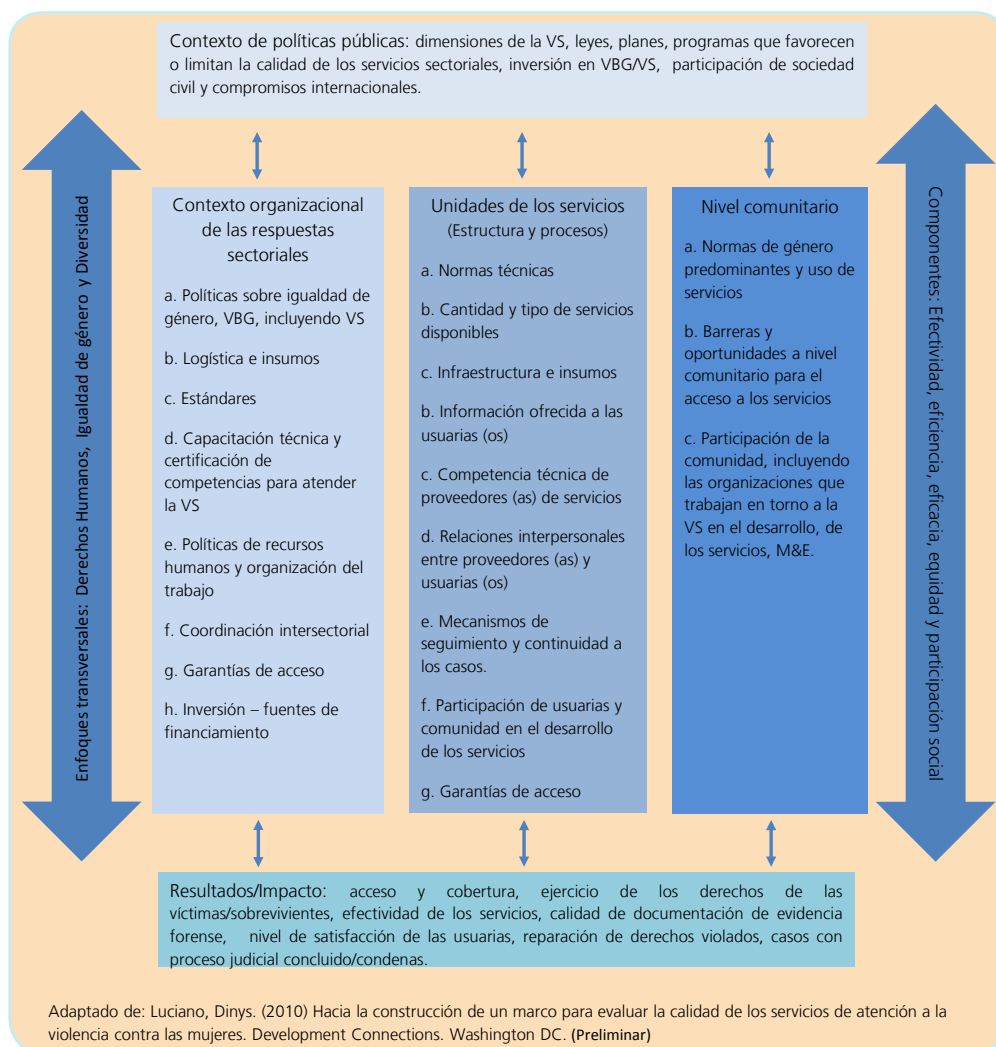 Contexto de políticas públicas: dimensiones de la VS, leyes, planes, programas que favorecen
o limitan la calidad de los servicios sectoriales, inversión en VBG/VS, participación de sociedad
civil y compromisos internacionales.
Enfoques transversales: Derechos Humanos, Igualdad de género y Diversidad
Contexto organizacional
de las respuestas
sectoriales
a. Políticas sobre igualdad de
género, VBG, incluyendo VS
b. Logística e insumos
c. Estándares
d. Capacitación técnica y
certificación de
competencias para atender
la VS
e. Políticas de recursos
humanos y organización del
trabajo
f. Coordinación intersectorial
g. Garantías de acceso
h. Inversión – fuentes de
financiamiento
Unidades de los servicios
(Estructura y procesos)
a. Normas técnicas
b. Cantidad y tipo de servicios
disponibles
c. Infraestructura e insumos
b. Información ofrecida a las
usuarias (os)
c. Competencia técnica de
proveedores (as) de servicios
d. Relaciones interpersonales
entre proveedores (as) y
usuarias (os)
e. Mecanismos de
seguimiento y continuidad a
los casos.
f. Participación de usuarias y
comunidad en el desarrollo
de los servicios
g. Garantías de acceso
Nivel comunitario
a. Normas de género
predominantes y uso de
servicios
b. Barreras y
oportunidades a nivel
comunitario para el
acceso a los servicios
c. Participación de la
comunidad, incluyendo
las organizaciones que
trabajan en torno a la
VS en el desarrollo, de
los servicios, M&E.
Componentes: Efectividad, eficiencia, eficacia, equidad y participación social
Resultados/Impacto: acceso y cobertura, ejercicio de los derechos de las
víctimas/sobrevivientes, efectividad de los servicios, calidad de documentación de evidencia
forense, nivel de satisfacción de las usuarias, reparación de derechos violados, casos con
proceso judicial concluido/condenas.
Adaptado de: Luciano, Dinys. (2010) Hacia la construcción de un marco para evaluar la calidad de los servicios de atención a la
violencia contra las mujeres. Development Connections. Washington DC. (Preliminar)